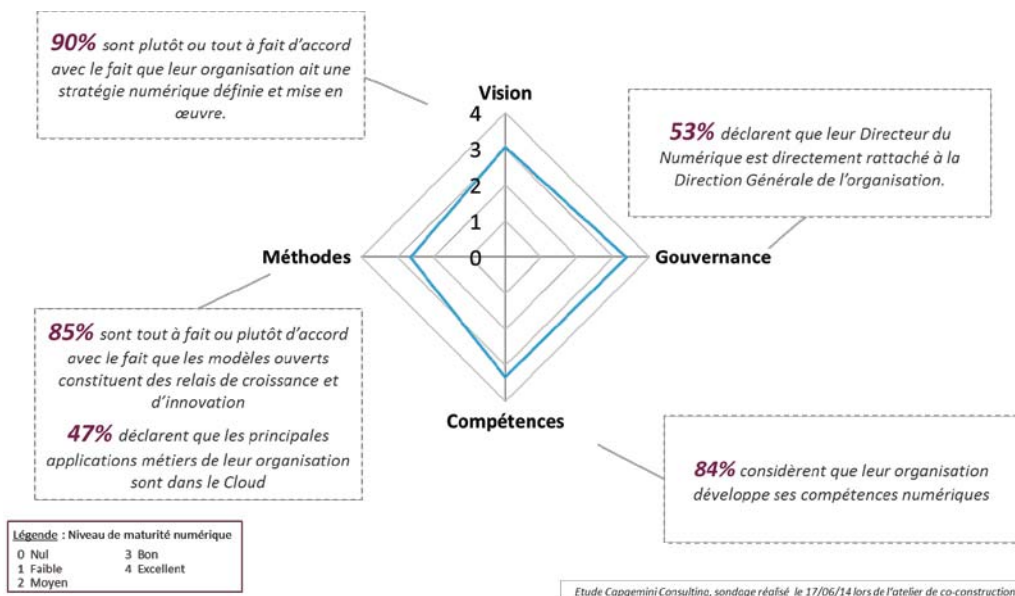 90% sont plutôt ou tout à fait d'accord
avec le fait que leur organisation ait une
stratégie numérique définie et mise en
œuvre.
Vision
4
3
2
1
0
53% déclarent que leur Directeur du
Numérique est directement rattaché à la
Direction Générale de l'organisation.
Méthodes
Gouvernance
85% sont tout à fait ou plutôt d'accord
avec le fait que les modèles ouverts
constituent des relais de croissance et
d'innovation
47% déclarent que les principales
applications métiers de leur organisation
sont dans le Cloud
Compétences
84% considèrent que leur organisation
développe ses compétences numériques
Légende : Niveau de maturité numérique
0 Nul
1 Faible
2 Moyen
3 Bon
4 Excellent
Etude Capgemini Consulting, sondage réalisé le 17/06/14 lors de l'atelier de co-construction